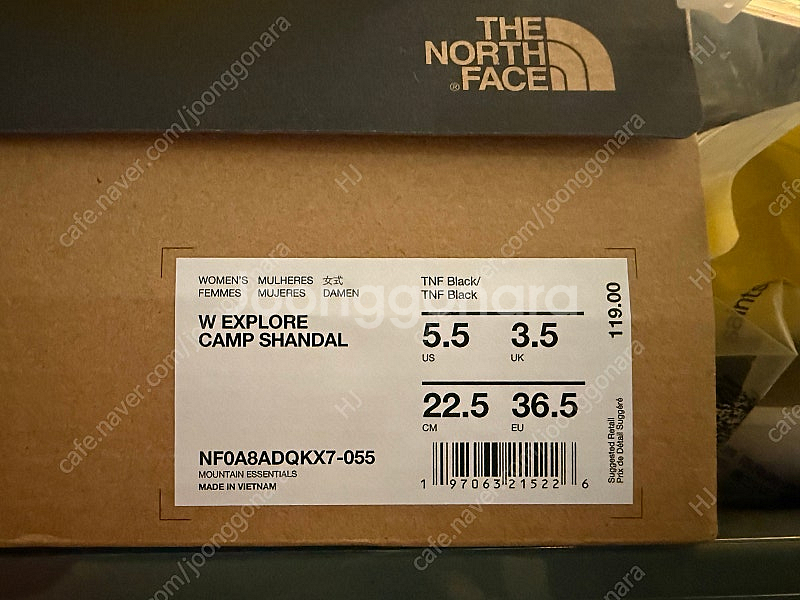 THE
NORTH
FACE
®
WOMEN'S MULHERES 女式
FEMMES MUJERES DAMEN
W EXPLORE
CAMP SHANDAL
NF0A8ADQKX7-055
MOUNTAIN ESSENTIALS
MADE IN VIETNAM
TNF Black/
TNF Black
5.5 3.5
US UK
22.5 36.5
CM EU
1 97063 21522 6
119.00
Suggested Retail
Prix de Détail Suggéré
joonggonara
cafe.naver.com/joonggonara
HJ